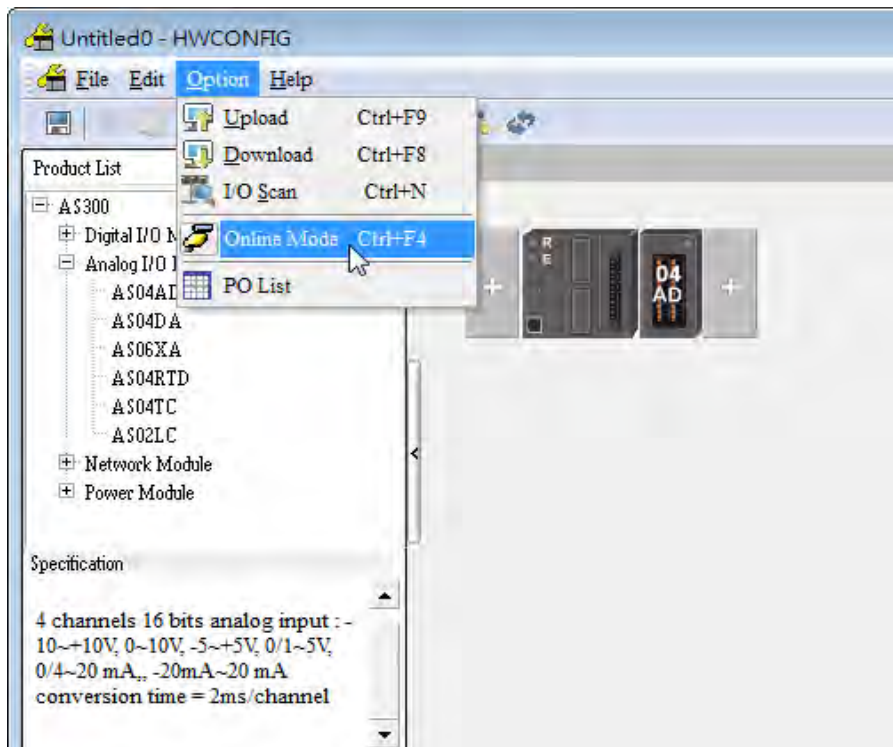 Untitled0 - HWCONFIG
File Edit Option Help
Upload Ctrl+F9
Download Ctrl+F8
I/O Scan Ctrl+N
Online Mode Ctrl+F4
PO List
Product List
AS300
Digital I/O
Analog I/O
AS04AD
AS04DA
AS06XA
AS04RTD
AS04TC
AS02LC
Network Module
Power Module
R
E
04
AD
Specification
4 channels 16 bits analog input : -
10~+10V, 0~10V, -5~+5V, 0/1~5V,
0/4~20 mA,, -20mA~20 mA
conversion time = 2ms/channel